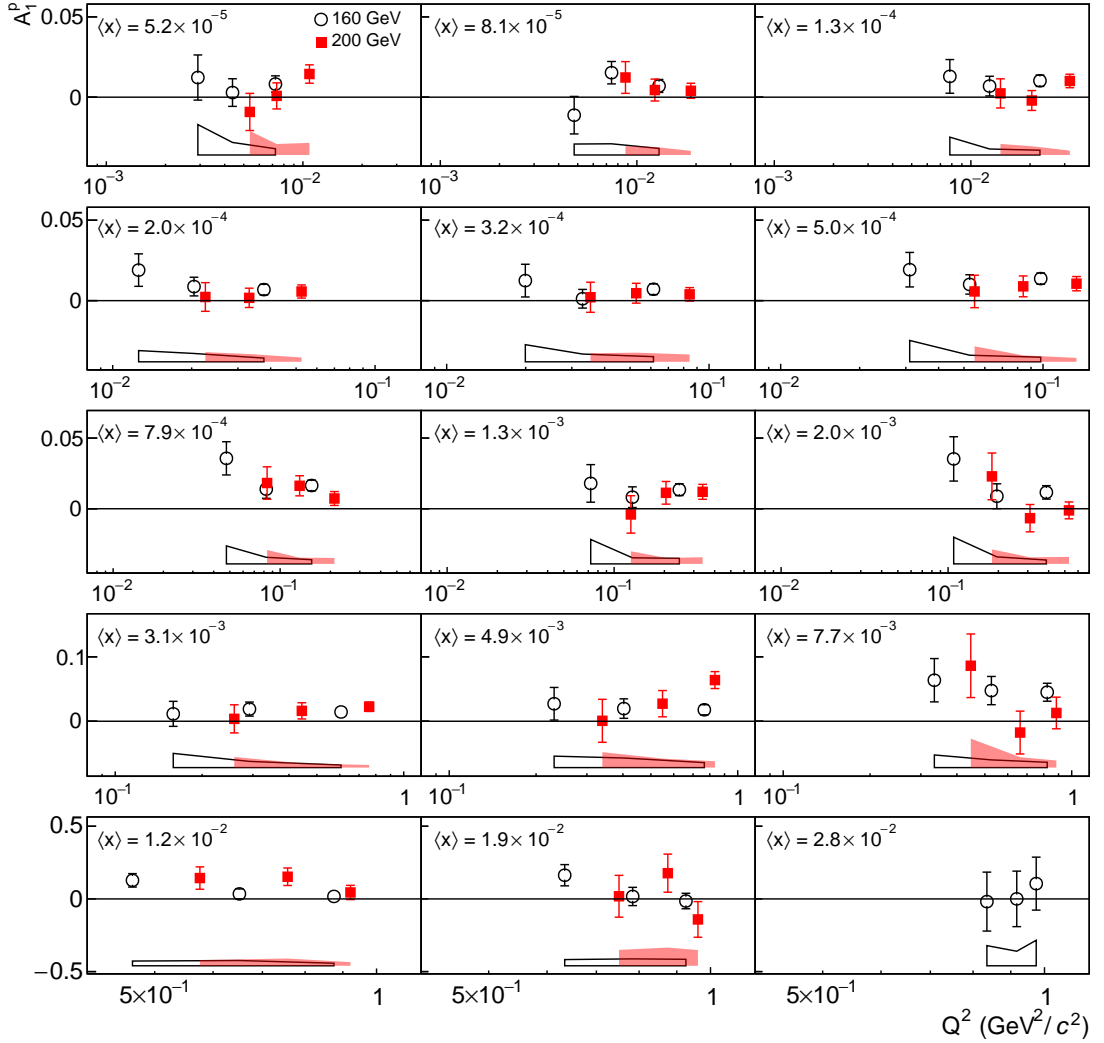 A₁ᵖ
0.05
0
⟨x⟩ = 5.2 × 10⁻⁵
160 GeV
200 GeV
⟨x⟩ = 8.1 × 10⁻⁵
⟨x⟩ = 1.3 × 10⁻⁴
10⁻³ 10⁻² 10⁻³ 10⁻² 10⁻³ 10⁻²
0.05
0
⟨x⟩ = 2.0 × 10⁻⁴
⟨x⟩ = 3.2 × 10⁻⁴
⟨x⟩ = 5.0 × 10⁻⁴
10⁻² 10⁻¹ 10⁻² 10⁻¹ 10⁻² 10⁻¹
0.05
0
⟨x⟩ = 7.9 × 10⁻⁴
⟨x⟩ = 1.3 × 10⁻³
⟨x⟩ = 2.0 × 10⁻³
10⁻² 10⁻¹ 10⁻² 10⁻¹ 10⁻² 10⁻¹
0.1
0
⟨x⟩ = 3.1 × 10⁻³
⟨x⟩ = 4.9 × 10⁻³
⟨x⟩ = 7.7 × 10⁻³
10⁻¹ 1 10⁻¹ 1 10⁻¹ 1
0.5
0
−0.5
⟨x⟩ = 1.2 × 10⁻²
⟨x⟩ = 1.9 × 10⁻²
⟨x⟩ = 2.8 × 10⁻²
5×10⁻¹ 1 5×10⁻¹ 1 5×10⁻¹ 1
Q² (GeV²/c²)